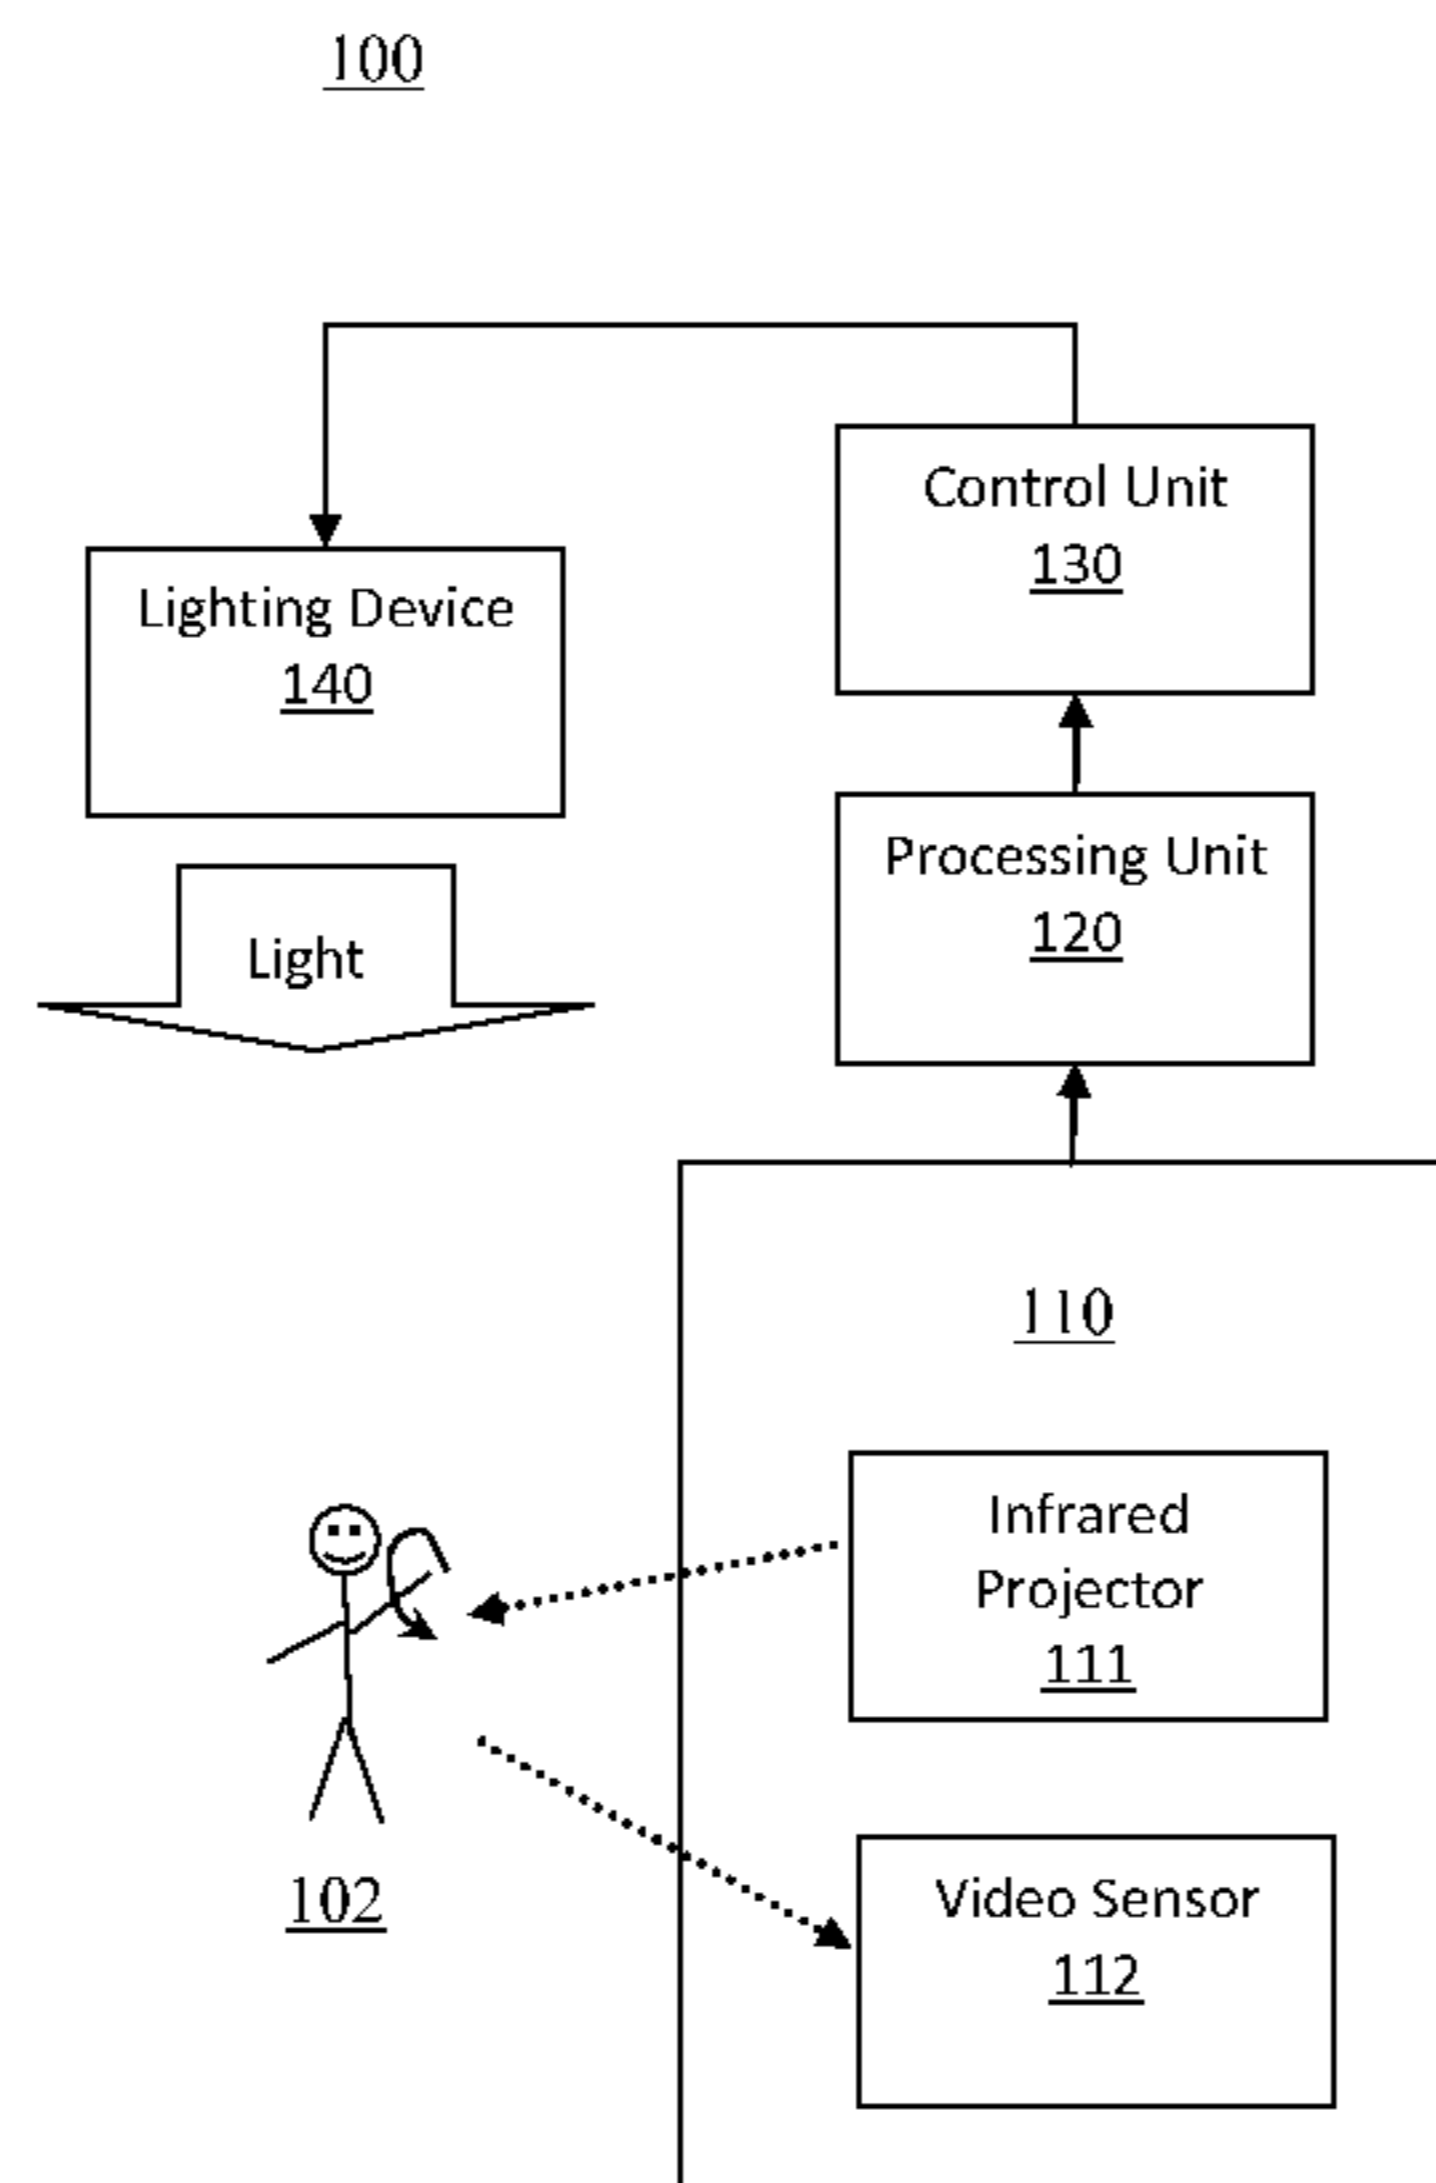 100
Control Unit
130
Lighting Device
140
Processing Unit
120
Light
110
Infrared
Projector
111
102
Video Sensor
112